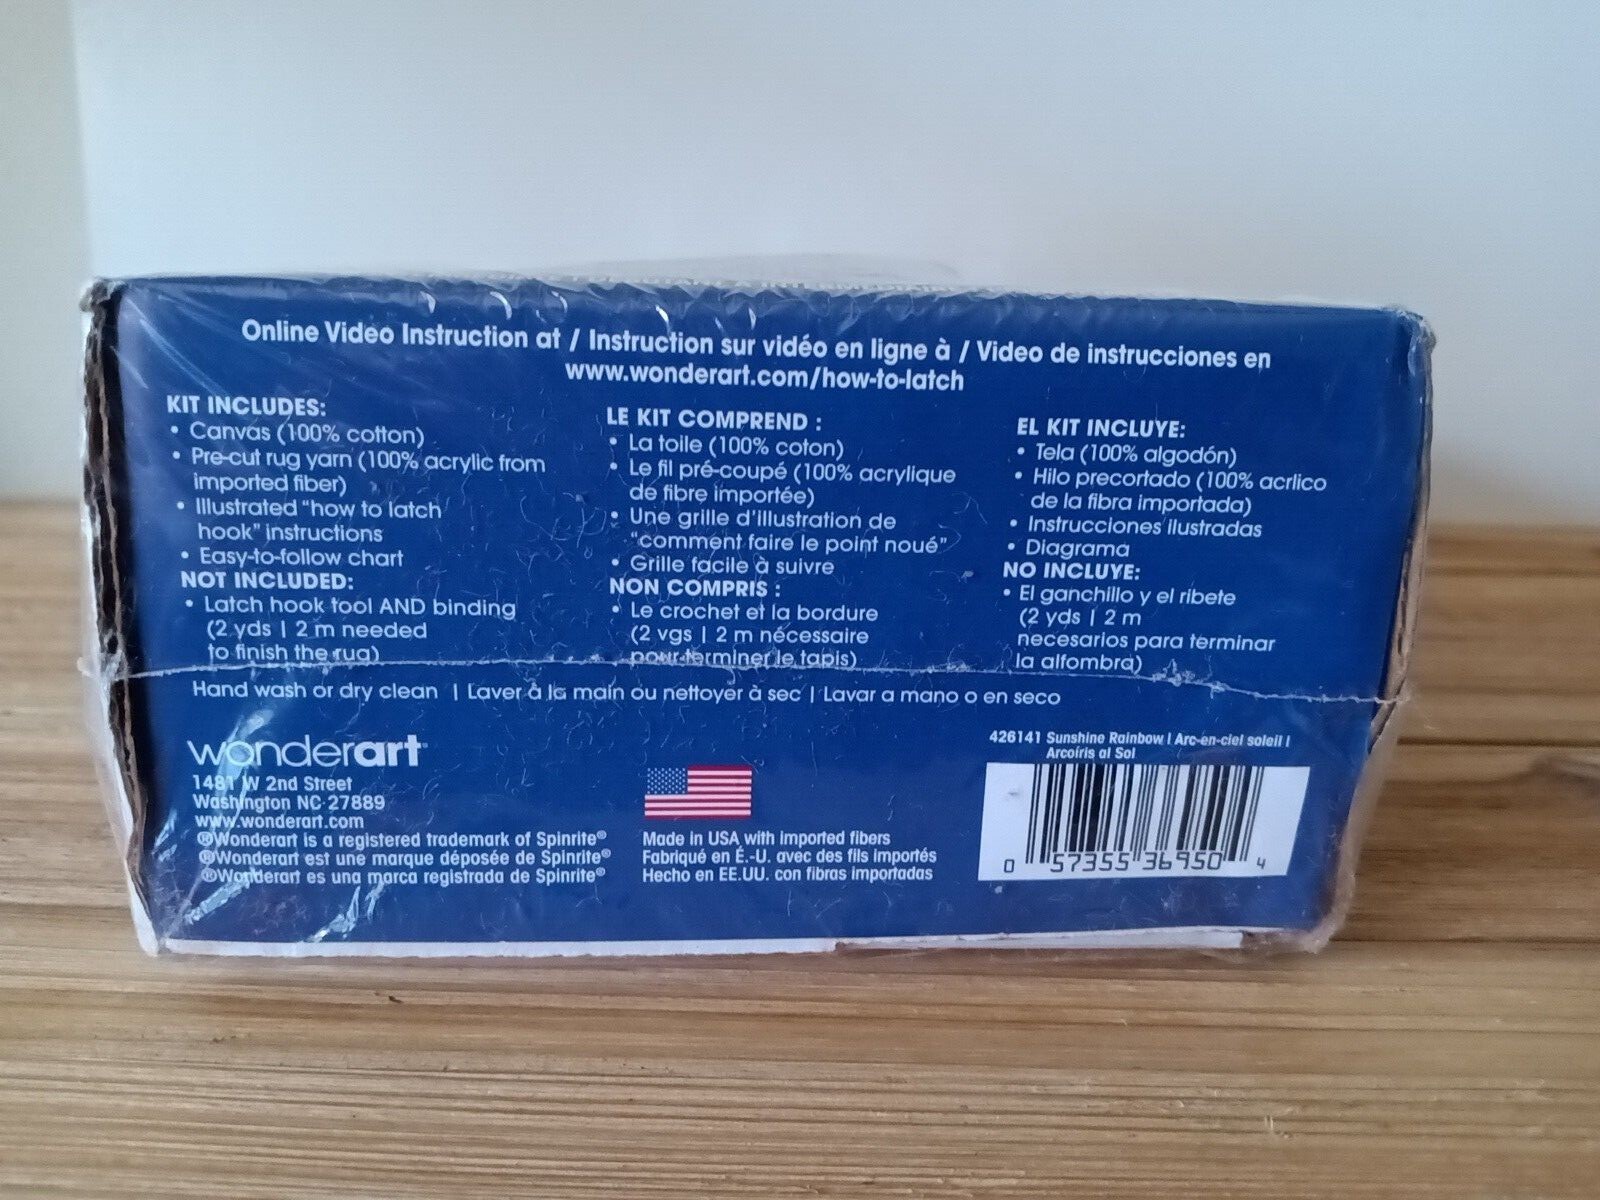 Online Video Instruction at / Instruction sur vidéo en ligne à / Video de instrucciones en
www.wonderart.com/how-to-latch
KIT INCLUDES:
• Canvas (100% cotton)
• Pre-cut rug yarn (100% acrylic from
imported fiber)
• Illustrated "how to latch
hook" instructions
• Easy-to-follow chart
NOT INCLUDED:
• Latch hook tool AND binding
(2 yds | 2 m needed
to finish the rug)
LE KIT COMPREND :
• La toile (100% coton)
• Le fil pré-coupé (100% acrylique
de fibre importée)
• Une grille d'illustration de
"comment faire le point noué"
• Grille facile à suivre
NON COMPRIS :
• Le crochet et la bordure
(2 vgs | 2 m nécessaire
pour terminer le tapis)
EL KIT INCLUYE:
• Tela (100% algodón)
• Hilo precortado (100% acrlico
de la fibra importada)
• Instrucciones ilustradas
• Diagrama
NO INCLUYE:
• El ganchillo y el ribete
(2 yds | 2 m
necesarios para terminar
la alfombra)
Hand wash or dry clean | Laver à la main ou nettoyer à sec | Lavar a mano o en seco
wonderart
1481 W 2nd Street
Washington NC 27889
www.wonderart.com
®Wonderart is a registered trademark of Spinrite®
®Wonderart est une marque déposée de Spinrite®
®Wonderart es una marca registrada de Spinrite®
Made in USA with imported fibers
Fabriqué en É.-U. avec des fils importés
Hecho en EE.UU. con fibras importadas
426141 Sunshine Rainbow | Arc-en-ciel soleil |
Arcoíris al Sol
0 57355 36950 4